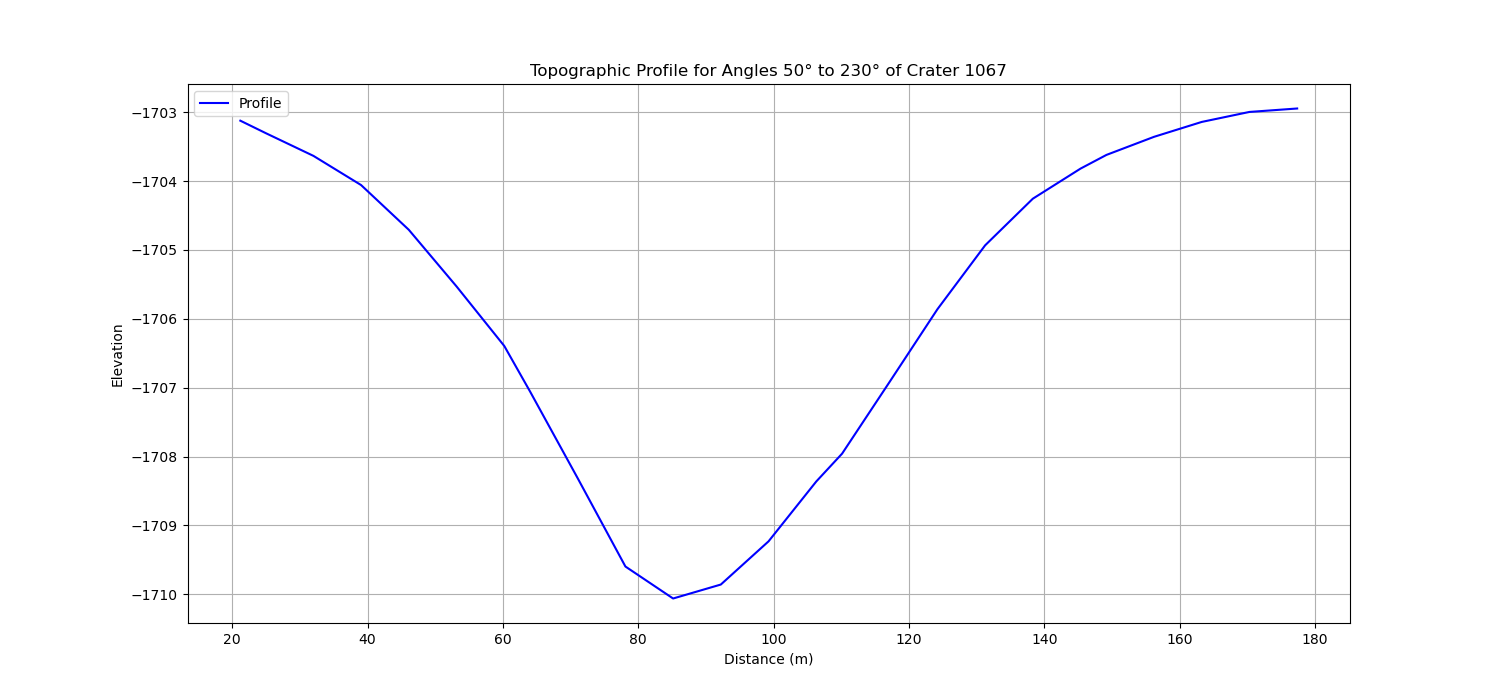 Topographic Profile for Angles 50° to 230° of Crater 1067
Profile
−1703
−1704
−1705
−1706
−1707
−1708
−1709
−1710
Elevation
20 40 60 80 100 120 140 160 180
Distance (m)